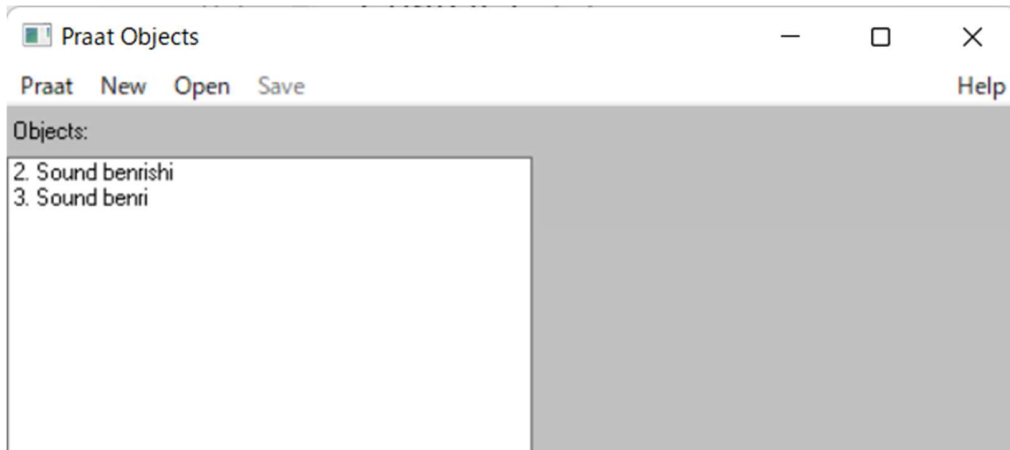 Praat Objects
Praat New Open Save Help
Objects:
2. Sound benrishi
3. Sound benri